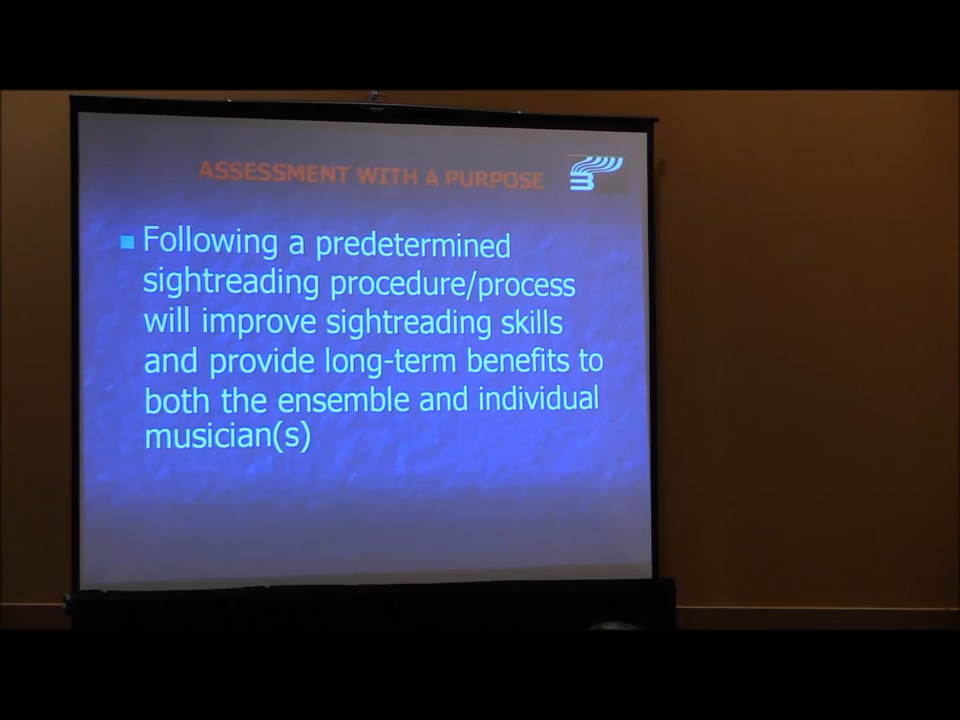 ASSESSMENT WITH A PURPOSE
Following a predetermined
sightreading procedure/process
will improve sightreading skills
and provide long-term benefits to
both the ensemble and individual
musician(s)